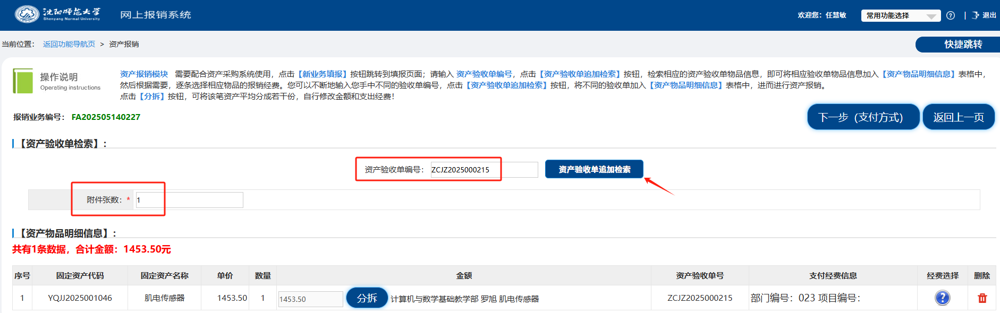 沈阳师范大学
Shenyang Normal University
网上报销系统
欢迎您：任慧敏
常用功能选择
?
|
退出
当前位置： 返回功能导航页 > 资产报销
快捷跳转
操作说明
Operating instructions
资产报销模块 需要配合资产采购系统使用，点击【新业务填报】按钮跳转到填报页面；请输入 资产验收单编号，点击【资产验收单追加检索】按钮，检索相应的资产验收单物品信息，即可将相应验收单物品信息加入【资产物品明细信息】表格中，
然后根据需要，逐条选择相应物品的报销经费。您可以不断地输入您手中不同的验收单编号，点击【资产验收单追加检索】按钮，将不同的验收单加入【资产物品明细信息】表格中，进而进行资产报销。
点击【分拆】按钮，可将该笔资产平均分成若干份，自行修改金额和支出经费！
报销业务编号： FA202505140227
下一步（支付方式）
返回上一页
【资产验收单检索】：
资产验收单编号： ZCJZ2025000215
资产验收单追加检索
附件张数：* 1
【资产物品明细信息】：
共有1条数据，合计金额：1453.50元
序号 固定资产代码 固定资产名称 单价 数量 金额 资产验收单号 支付经费信息 经费选择 删除
1 YQJJ2025001046 肌电传感器 1453.50 1 1453.50 分拆 计算机与数学基础教学部 罗旭 肌电传感器 ZCJZ2025000215 部门编号：023 项目编号： ?